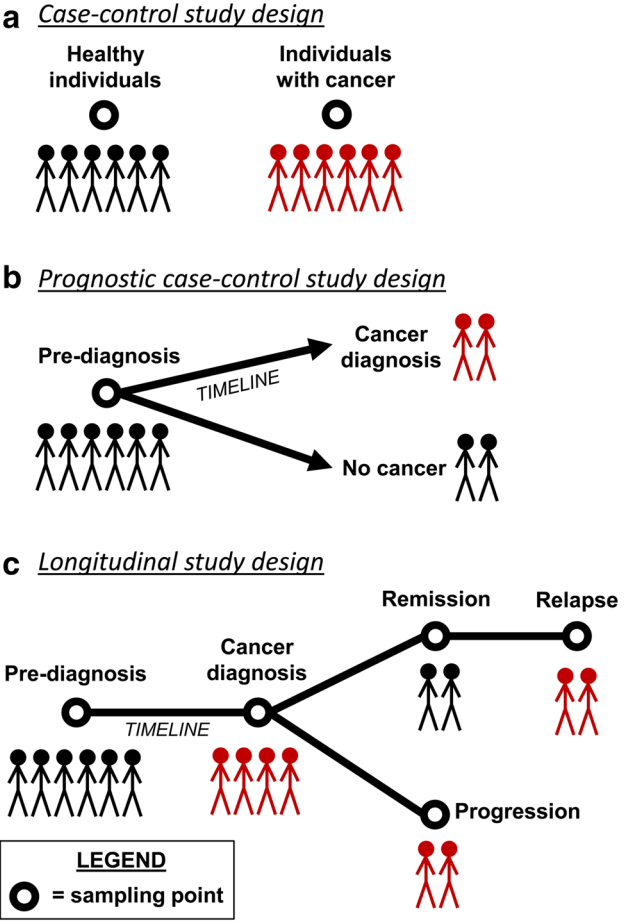 a Case-control study design
Healthy
individuals
Individuals
with cancer
b Prognostic case-control study design
Pre-diagnosis
TIMELINE
Cancer
diagnosis
No cancer
c Longitudinal study design
Pre-diagnosis
TIMELINE
Cancer
diagnosis
Remission
Relapse
Progression
LEGEND
= sampling point